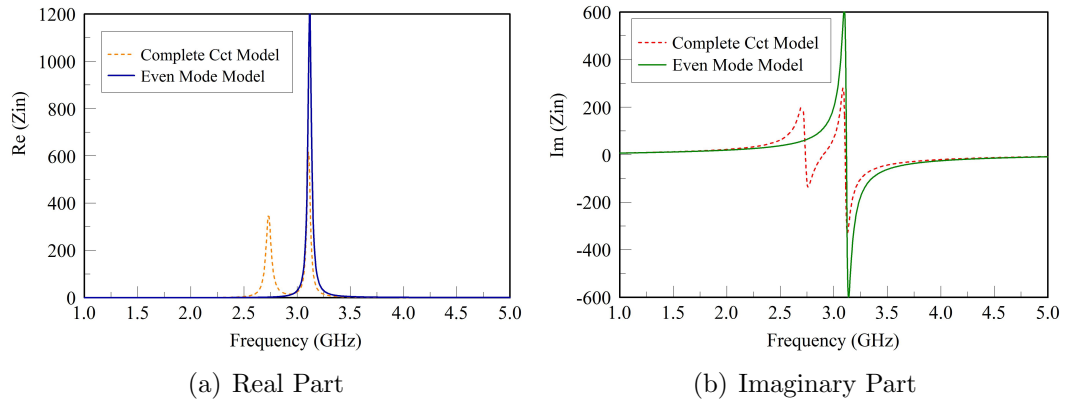 1200
1000
800
600
400
200
0
Re (Zin)
Complete Cct Model
Even Mode Model
1.0 1.5 2.0 2.5 3.0 3.5 4.0 4.5 5.0
Frequency (GHz)
(a) Real Part
600
400
200
0
-200
-400
-600
Im (Zin)
Complete Cct Model
Even Mode Model
1.0 1.5 2.0 2.5 3.0 3.5 4.0 4.5 5.0
Frequency (GHz)
(b) Imaginary Part